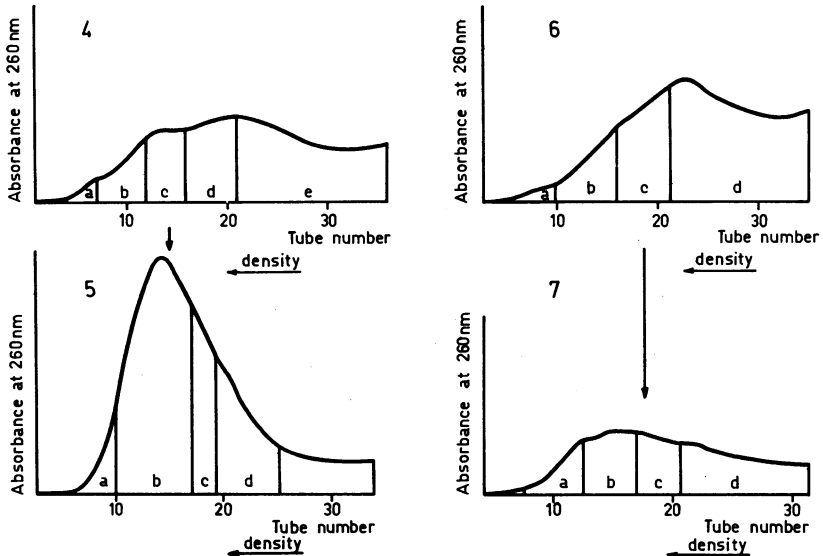 4
Absorbance at 260nm
a b c d e
10 20 30
Tube number
density
6
Absorbance at 260nm
a b c d
10 20 30
Tube number
density
5
Absorbance at 260nm
a b c d
10 20 30
Tube number
density
7
Absorbance at 260nm
a b c d
10 20 30
Tube number
density